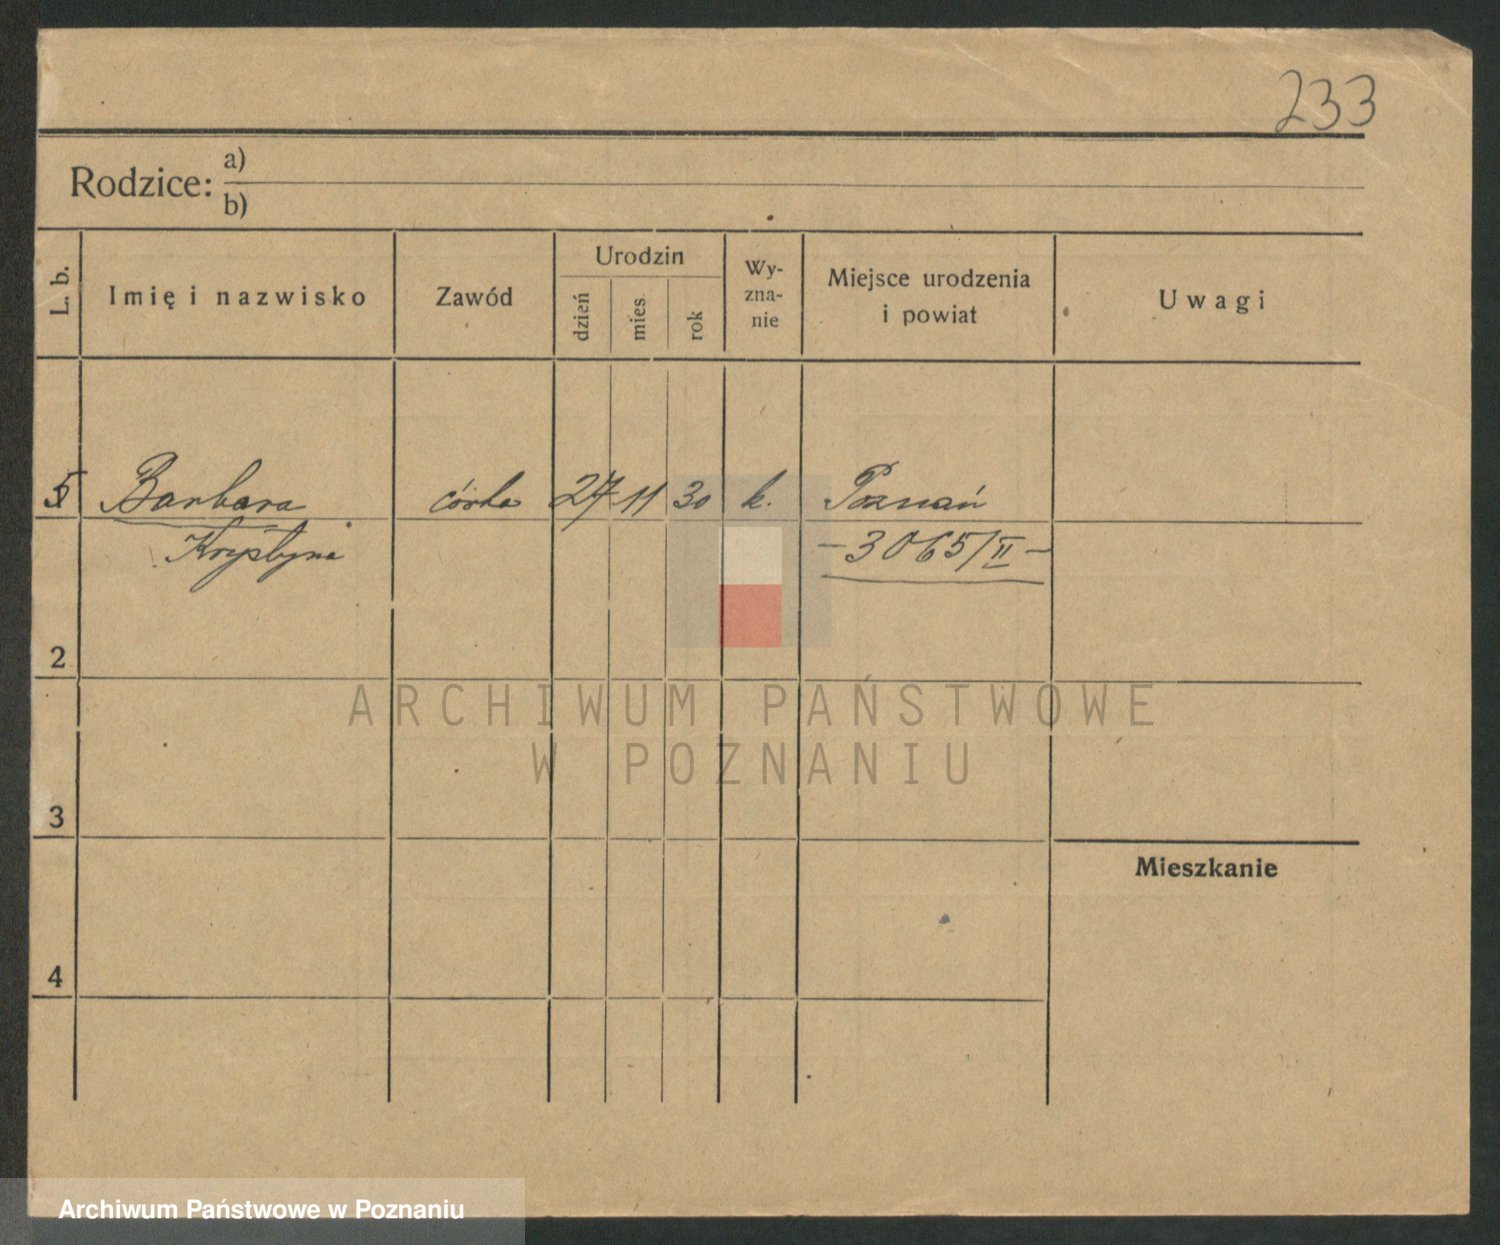 233
Rodzice: a)
b)
L. b.
Imię i nazwisko
Zawód
Urodzin
dzień
mies.
rok
Wy-
zna-
nie
Miejsce urodzenia
i powiat
Uwagi
5 Barbara córka 27 11 30 k. Poznań
Krystyna -3065/II-
2
ARCHIWUM PAŃSTWOWE
W POZNANIU
3
Mieszkanie
4
Archiwum Państwowe w Poznaniu